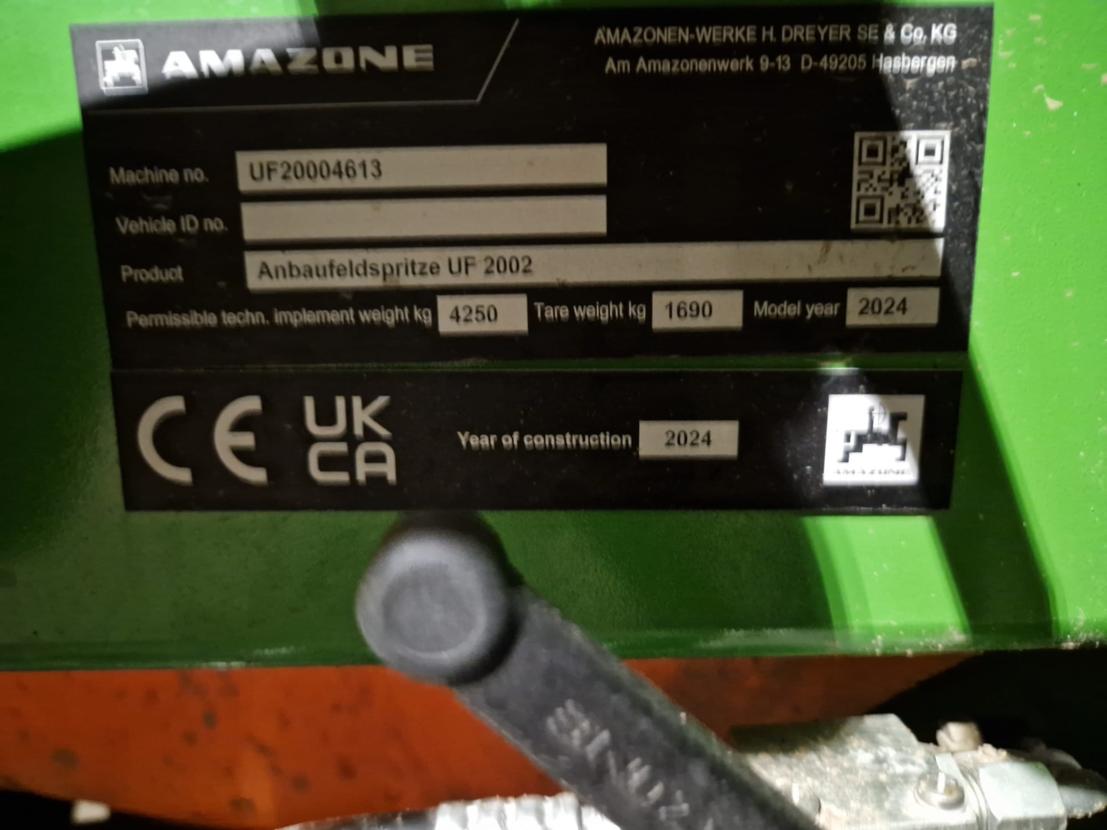 AMAZONE
AMAZONEN-WERKE H. DREYER SE & Co. KG
Am Amazonenwerk 9-13 D-49205 Hasbergen
Machine no. UF20004613
Vehicle ID no.
Product Anbaufeldspritze UF 2002
Permissible techn. implement weight kg 4250 Tare weight kg 1690 Model year 2024
CE UK
CA
Year of construction 2024
AMAZONE